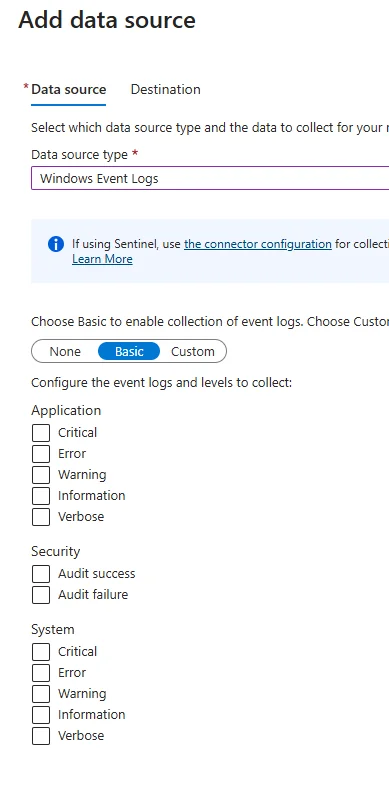 Add data source
* Data source Destination
Select which data source type and the data to collect for your
Data source type *
Windows Event Logs
If using Sentinel, use the connector configuration for collecti
Learn More
Choose Basic to enable collection of event logs. Choose Custo
None Basic Custom
Configure the event logs and levels to collect:
Application
Critical
Error
Warning
Information
Verbose
Security
Audit success
Audit failure
System
Critical
Error
Warning
Information
Verbose